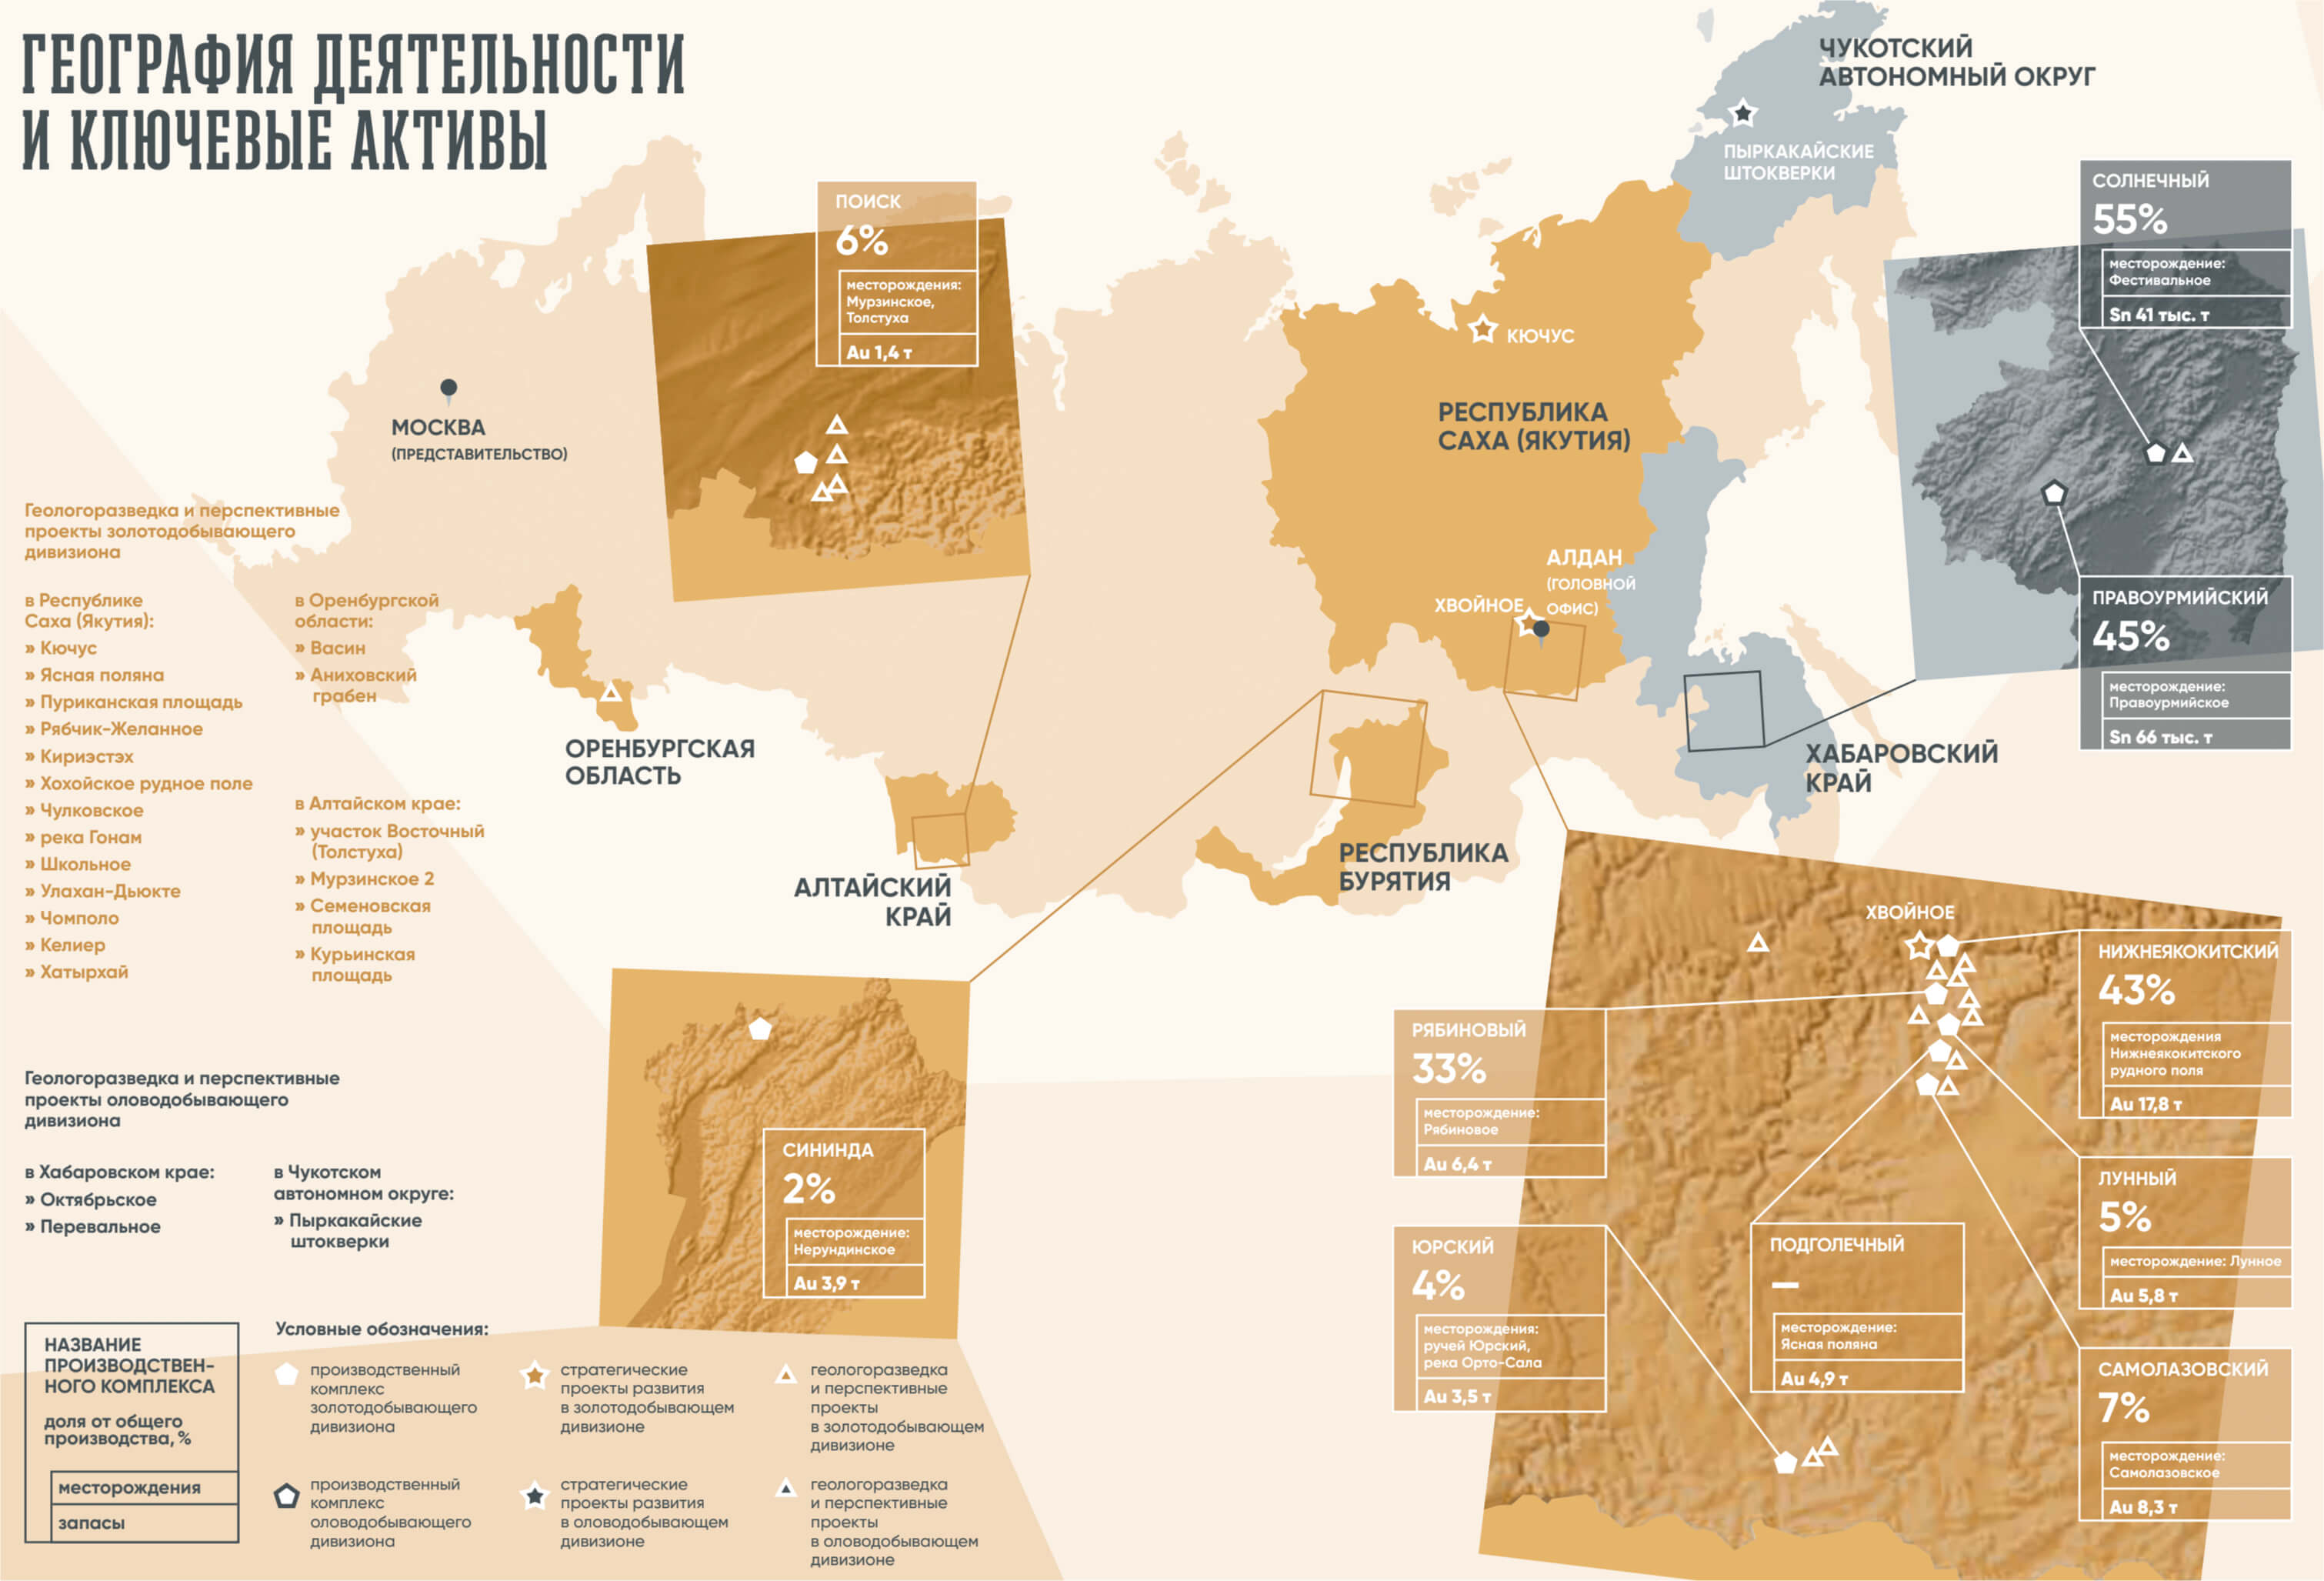 ГЕОГРАФИЯ ДЕЯТЕЛЬНОСТИ
И КЛЮЧЕВЫЕ АКТИВЫ
ЧУКОТСКИЙ
АВТОНОМНЫЙ ОКРУГ
ПЫРКАКАЙСКИЕ
ШТОКВЕРКИ
СОЛНЕЧНЫЙ
55%
месторождение:
Фестивальное
Sn 41 тыс. т
ПОИСК
6%
месторождения:
Мурзинское,
Толстуха
Au 1,4 т
КЮЧУС
РЕСПУБЛИКА
САХА (ЯКУТИЯ)
МОСКВА
(ПРЕДСТАВИТЕЛЬСТВО)
АЛДАН
(ГОЛОВНОЙ
ОФИС)
ХВОЙНОЕ
ПРАВОУРМИЙСКИЙ
45%
месторождение:
Правоурмийское
Sn 66 тыс. т
ХАБАРОВСКИЙ
КРАЙ
ОРЕНБУРГСКАЯ
ОБЛАСТЬ
АЛТАЙСКИЙ
КРАЙ
РЕСПУБЛИКА
БУРЯТИЯ
Геологоразведка и перспективные
проекты золотодобывающего
дивизиона
в Республике
Саха (Якутия):
» Кючус
» Ясная поляна
» Пуриканская площадь
» Рябчик-Желанное
» Кириэстэх
» Хохойское рудное поле
» Чулковское
» река Гонам
» Школьное
» Улахан-Дьюкте
» Чомполо
» Келиер
» Хатырхай
в Оренбургской
области:
» Васин
» Аниховский
грабен
в Алтайском крае:
» участок Восточный
(Толстуха)
» Мурзинское 2
» Семеновская
площадь
» Курьинская
площадь
Геологоразведка и перспективные
проекты оловодобывающего
дивизиона
в Хабаровском крае:
» Октябрьское
» Перевальное
в Чукотском
автономном округе:
» Пыркакайские
штокверки
СИНИНДА
2%
месторождение:
Нерундинское
Au 3,9 т
ХВОЙНОЕ
НИЖНЕЯКОКИТСКИЙ
43%
месторождения
Нижнеякокитского
рудного поля
Au 17,8 т
РЯБИНОВЫЙ
33%
месторождение:
Рябиновое
Au 6,4 т
ЛУННЫЙ
5%
месторождение: Лунное
Au 5,8 т
ЮРСКИЙ
4%
месторождения:
ручей Юрский,
река Орто-Сала
Au 3,5 т
ПОДГОЛЕЧНЫЙ
—
месторождение:
Ясная поляна
Au 4,9 т
САМОЛАЗОВСКИЙ
7%
месторождение:
Самолазовское
Au 8,3 т
НАЗВАНИЕ
ПРОИЗВОДСТВЕН-
НОГО КОМПЛЕКСА
доля от общего
производства, %
месторождения
запасы
Условные обозначения:
производственный
комплекс
золотодобывающего
дивизиона
стратегические
проекты развития
в золотодобывающем
дивизионе
геологоразведка
и перспективные
проекты
в золотодобывающем
дивизионе
производственный
комплекс
оловодобывающего
дивизиона
стратегические
проекты развития
в оловодобывающем
дивизионе
геологоразведка
и перспективные
проекты
в оловодобывающем
дивизионе